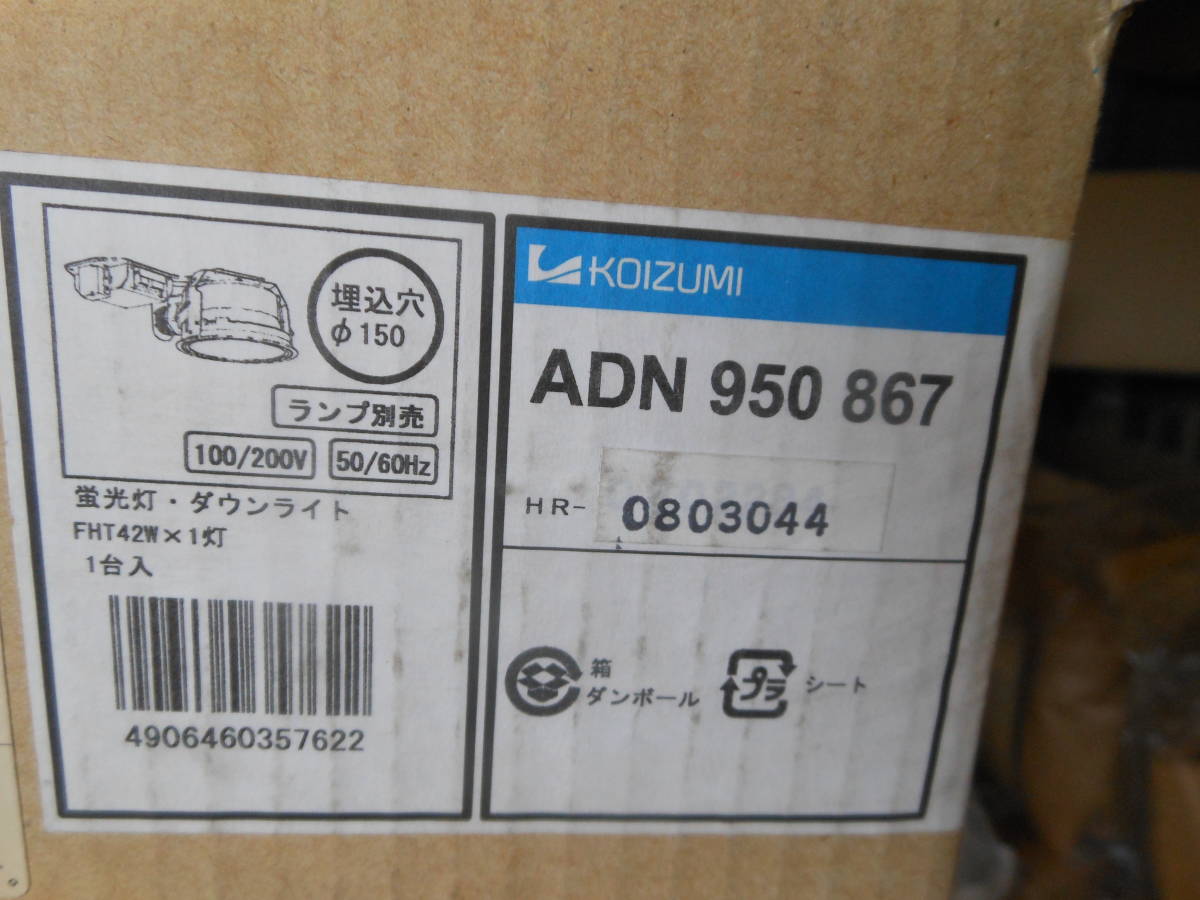 埋込穴
φ150
ランプ別売
100/200V 50/60Hz
蛍光灯・ダウンライト
FHT42W×1灯
1台入
4906460357622
KOIZUMI
ADN 950 867
HR- 0803044
箱
ダンボール
プラ シート